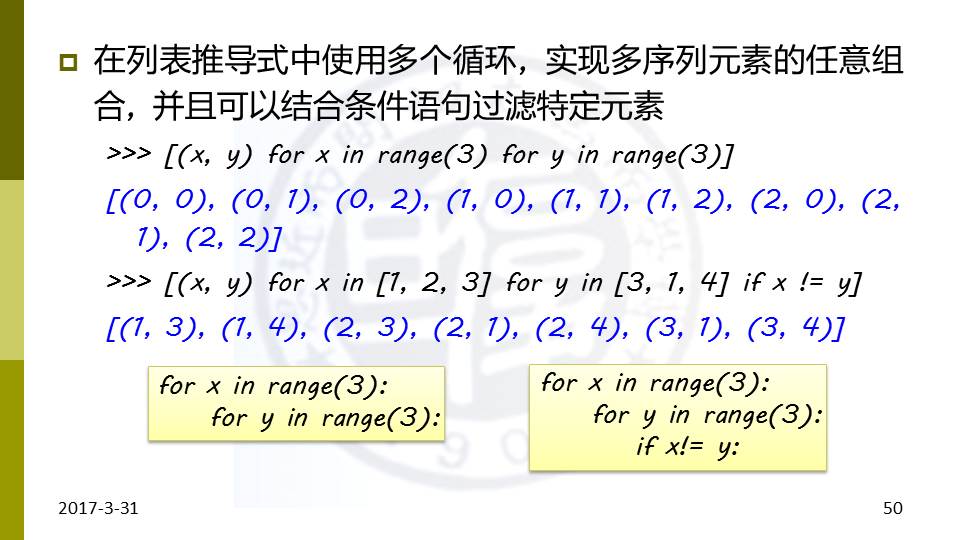 在列表推导式中使用多个循环，实现多序列元素的任意组
合，并且可以结合条件语句过滤特定元素
>>> [(x, y) for x in range(3) for y in range(3)]
[(0, 0), (0, 1), (0, 2), (1, 0), (1, 1), (1, 2), (2, 0), (2,
1), (2, 2)]
>>> [(x, y) for x in [1, 2, 3] for y in [3, 1, 4] if x != y]
[(1, 3), (1, 4), (2, 3), (2, 1), (2, 4), (3, 1), (3, 4)]
for x in range(3):
for y in range(3):
for x in range(3):
for y in range(3):
if x!= y:
2017-3-31
50